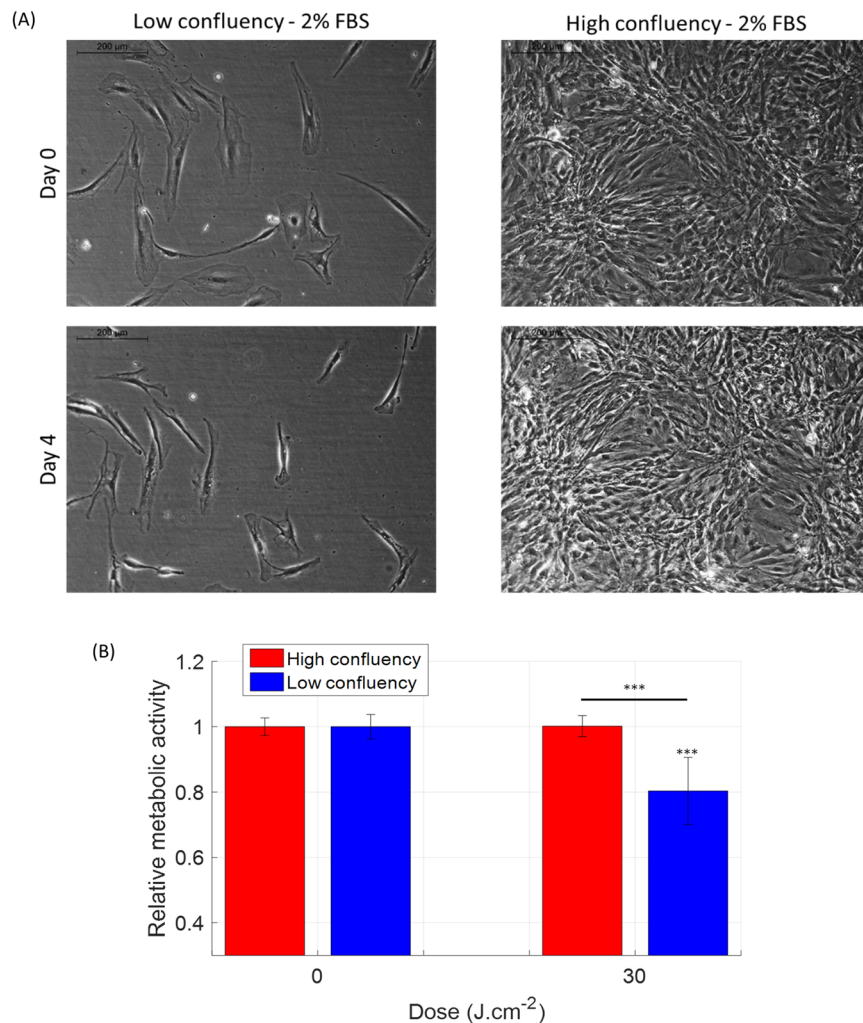 (A)
Low confluency - 2% FBS
High confluency - 2% FBS
Day 0
200 µm
200 µm
Day 4
200 µm
200 µm
(B)
High confluency
Low confluency
Relative metabolic activity
1.2
1
0.8
0.6
0.4
***
***
0
30
Dose (J.cm⁻²)